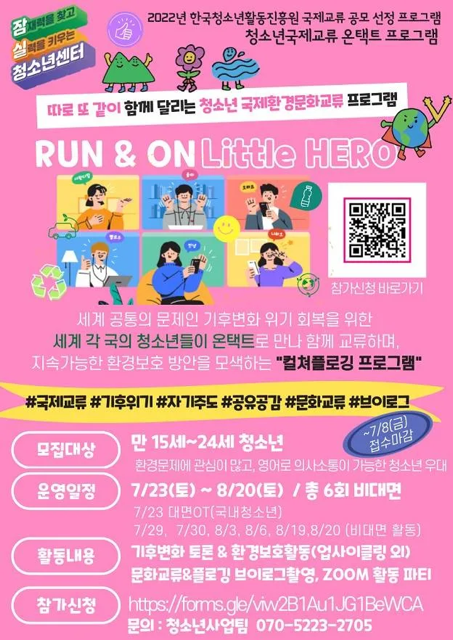 잠재력을 찾고
실력을 키우는
청소년센터
2022년 한국청소년활동진흥원 국제교류 공모 선정 프로그램
청소년국제교류 온택트 프로그램
따로 또 같이 함께 달리는 청소년 국제환경문화교류 프로그램
RUN & ON Little HERO
참가신청 바로가기
세계 공통의 문제인 기후변화 위기 회복을 위한
세계 각 국의 청소년들이 온택트로 만나 함께 교류하며,
지속가능한 환경보호 방안을 모색하는 "컬쳐플로깅 프로그램"
#국제교류 #기후위기 #자기주도 #공유공감 #문화교류 #브이로그
~7/8(금)
접수마감
모집대상
만 15세~24세 청소년
환경문제에 관심이 많고, 영어로 의사소통이 가능한 청소년 우대
운영일정
7/23(토) ~ 8/20(토) / 총 6회 비대면
7/23 대면OT(국내청소년)
7/29, 7/30, 8/3, 8/6, 8/19,8/20 (비대면 활동)
활동내용
기후변화 토론 & 환경보호활동(업사이클링 외)
문화교류&플로깅 브이로그촬영, ZOOM 활동 파티
참가신청
https://forms.gle/viw2B1Au1JG1BeWCA
문의 : 청소년사업팀 070-5223-2705